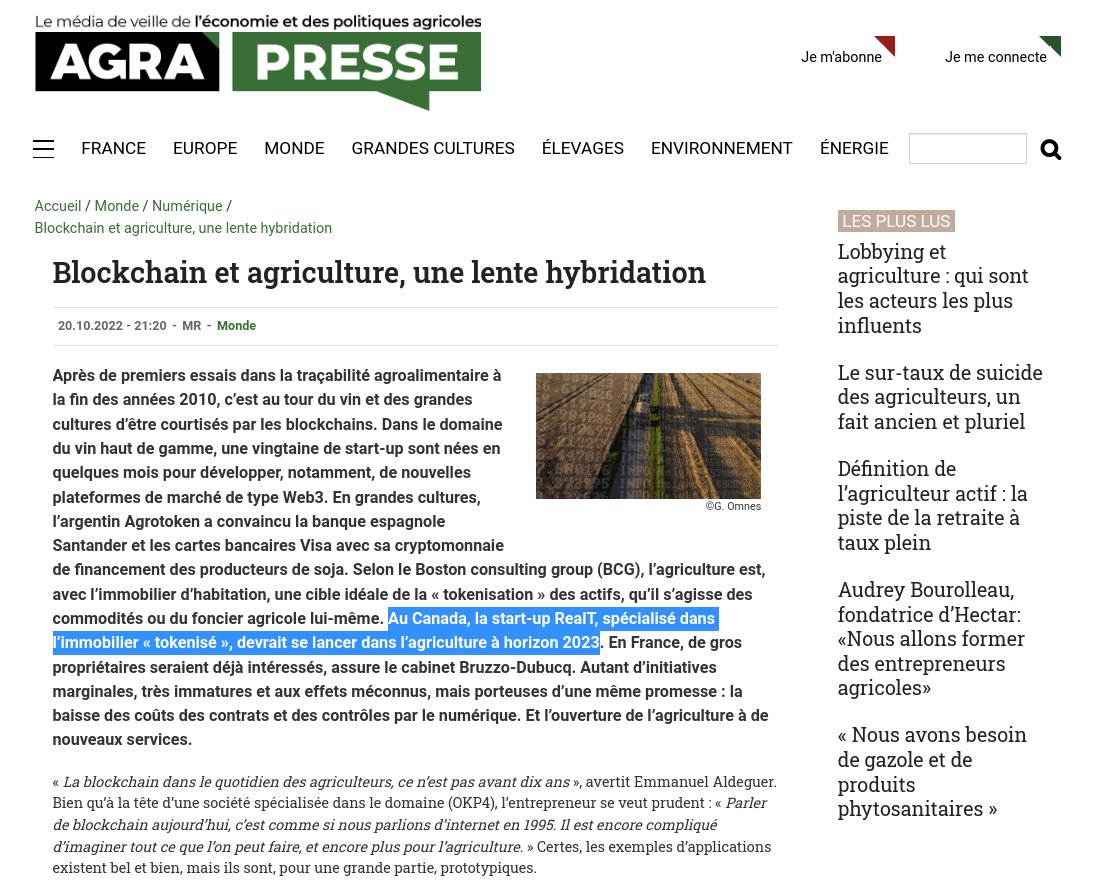 Le média de veille de l'économie et des politiques agricoles
AGRA PRESSE
Je m'abonne
Je me connecte
FRANCE EUROPE MONDE GRANDES CULTURES ÉLEVAGES ENVIRONNEMENT ÉNERGIE
Accueil / Monde / Numérique /
Blockchain et agriculture, une lente hybridation
Blockchain et agriculture, une lente hybridation
20.10.2022 - 21:20 - MR - Monde
Après de premiers essais dans la traçabilité agroalimentaire à
la fin des années 2010, c’est au tour du vin et des grandes
cultures d’être courtisés par les blockchains. Dans le domaine
du vin haut de gamme, une vingtaine de start-up sont nées en
quelques mois pour développer, notamment, de nouvelles
plateformes de marché de type Web3. En grandes cultures,
l’argentin Agrotoken a convaincu la banque espagnole
Santander et les cartes bancaires Visa avec sa cryptomonnaie
de financement des producteurs de soja. Selon le Boston consulting group (BCG), l’agriculture est,
avec l’immobilier d’habitation, une cible idéale de la « tokenisation » des actifs, qu’il s’agisse des
commodités ou du foncier agricole lui-même. Au Canada, la start-up RealT, spécialisé dans
l’immobilier « tokenisé », devrait se lancer dans l’agriculture à horizon 2023. En France, de gros
propriétaires seraient déjà intéressés, assure le cabinet Bruzzo-Dubucq. Autant d’initiatives
marginales, très immatures et aux effets méconnus, mais porteuses d’une même promesse : la
baisse des coûts des contrats et des contrôles par le numérique. Et l’ouverture de l’agriculture à de
nouveaux services.
©G. Omnes
« La blockchain dans le quotidien des agriculteurs, ce n’est pas avant dix ans », avertit Emmanuel Aldeguer.
Bien qu’à la tête d’une société spécialisée dans le domaine (OKP4), l’entrepreneur se veut prudent : « Parler
de blockchain aujourd’hui, c’est comme si nous parlions d’internet en 1995. Il est encore compliqué
d’imaginer tout ce que l’on peut faire, et encore plus pour l’agriculture. » Certes, les exemples d’applications
existent bel et bien, mais ils sont, pour une grande partie, prototypiques.
LES PLUS LUS
Lobbying et
agriculture : qui sont
les acteurs les plus
influents
Le sur-taux de suicide
des agriculteurs, un
fait ancien et pluriel
Définition de
l’agriculteur actif : la
piste de la retraite à
taux plein
Audrey Bourolleau,
fondatrice d’Hectar:
«Nous allons former
des entrepreneurs
agricoles»
« Nous avons besoin
de gazole et de
produits
phytosanitaires »